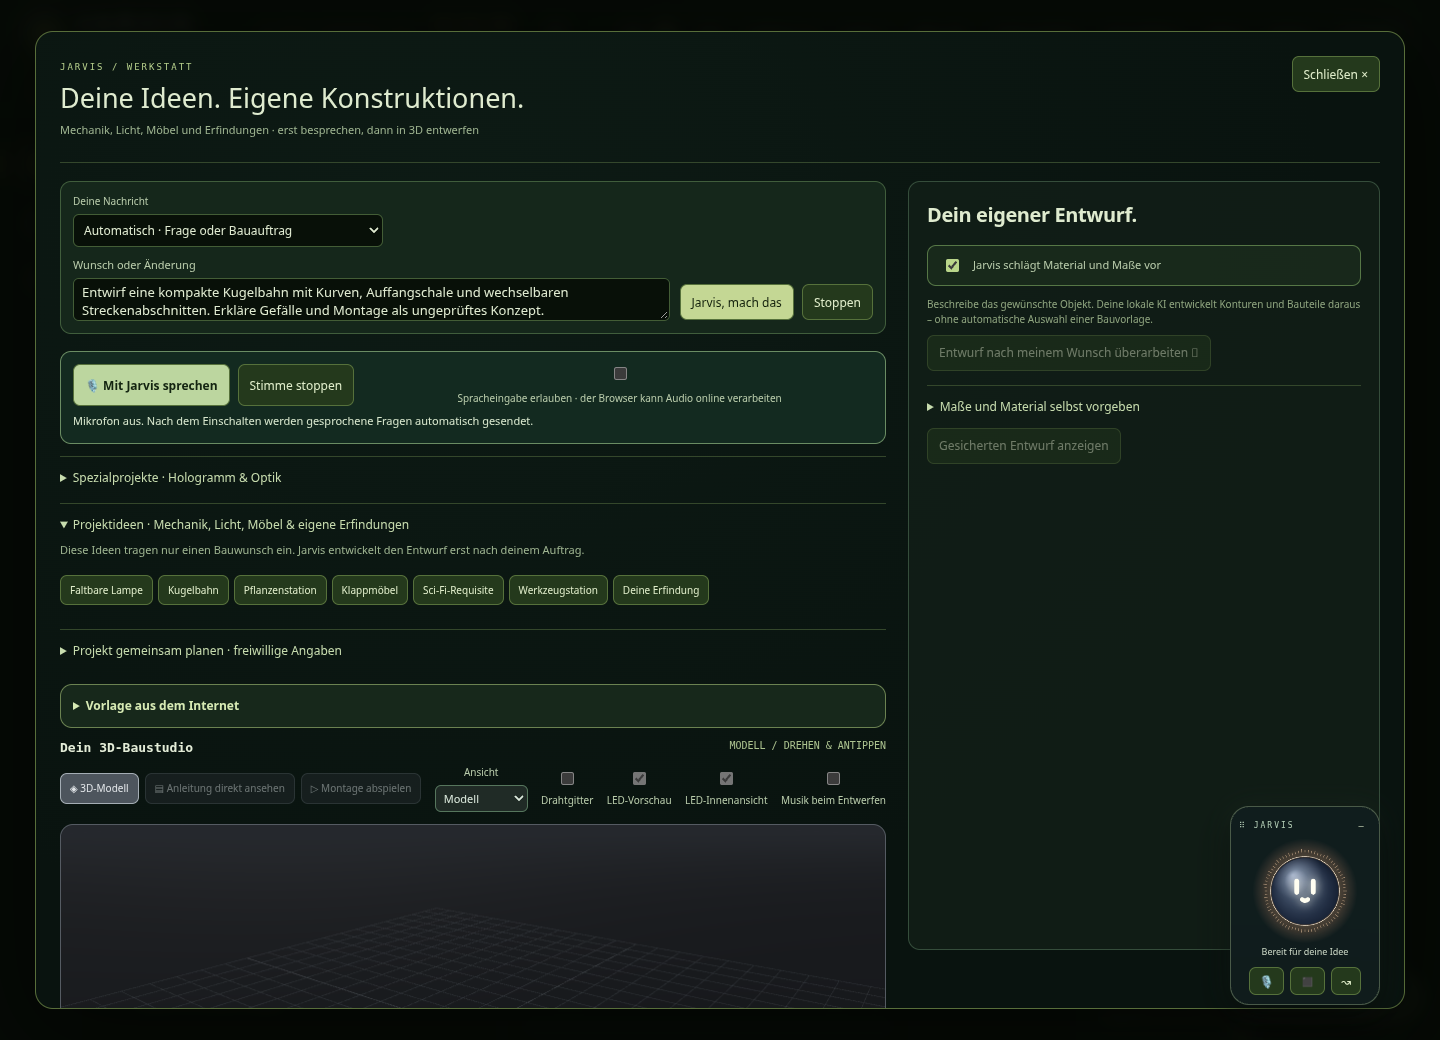 JARVIS / WERKSTATT
Deine Ideen. Eigene Konstruktionen.
Mechanik, Licht, Möbel und Erfindungen · erst besprechen, dann in 3D entwerfen
Schließen ×
Deine Nachricht
Automatisch · Frage oder Bauauftrag
Wunsch oder Änderung
Entwirf eine kompakte Kugelbahn mit Kurven, Auffangschale und wechselbaren
Streckenabschnitten. Erkläre Gefälle und Montage als ungeprüftes Konzept.
Jarvis, mach das
Stoppen
🎙️ Mit Jarvis sprechen
Stimme stoppen
Spracheingabe erlauben · der Browser kann Audio online verarbeiten
Mikrofon aus. Nach dem Einschalten werden gesprochene Fragen automatisch gesendet.
▶ Spezialprojekte · Hologramm & Optik
▼ Projektideen · Mechanik, Licht, Möbel & eigene Erfindungen
Diese Ideen tragen nur einen Bauwunsch ein. Jarvis entwickelt den Entwurf erst nach deinem Auftrag.
Faltbare Lampe
Kugelbahn
Pflanzenstation
Klappmöbel
Sci-Fi-Requisite
Werkzeugstation
Deine Erfindung
▶ Projekt gemeinsam planen · freiwillige Angaben
▶ Vorlage aus dem Internet
Dein 3D-Baustudio
MODELL / DREHEN & ANTIPPEN
◈ 3D-Modell
▤ Anleitung direkt ansehen
▷ Montage abspielen
Ansicht
Modell
Drahtgitter
LED-Vorschau
LED-Innenansicht
Musik beim Entwerfen
Dein eigener Entwurf.
Jarvis schlägt Material und Maße vor
Beschreibe das gewünschte Objekt. Deine lokale KI entwickelt Konturen und Bauteile daraus
– ohne automatische Auswahl einer Bauvorlage.
Entwurf nach meinem Wunsch überarbeiten
▶ Maße und Material selbst vorgeben
Gesicherten Entwurf anzeigen
⠿ JARVIS –
Bereit für deine Idee